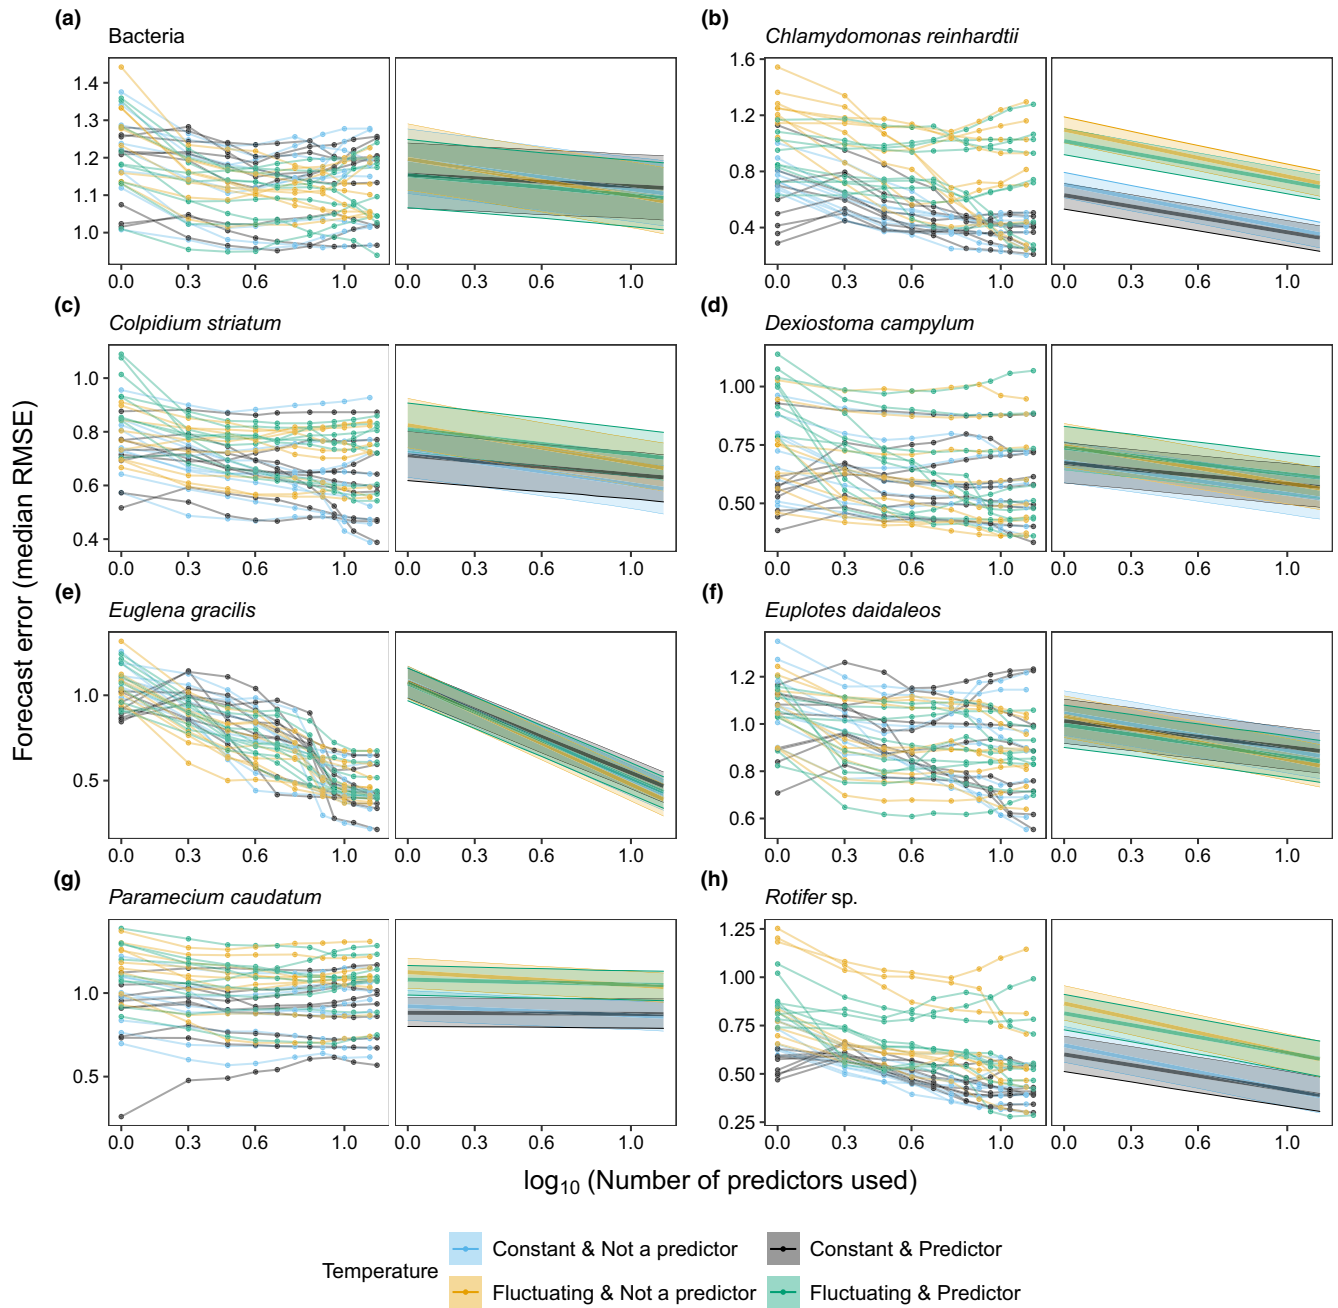 (a)
Bacteria
1.4
1.3
1.2
1.1
1.0
0.0 0.3 0.6 1.0
0.0 0.3 0.6 1.0
(b)
Chlamydomonas reinhardtii
1.6
1.2
0.8
0.4
0.0 0.3 0.6 1.0
0.0 0.3 0.6 1.0
(c)
Colpidium striatum
1.0
0.8
0.6
0.4
0.0 0.3 0.6 1.0
0.0 0.3 0.6 1.0
(d)
Dexiostoma campylum
1.00
0.75
0.50
0.0 0.3 0.6 1.0
0.0 0.3 0.6 1.0
Forecast error (median RMSE)
(e)
Euglena gracilis
1.0
0.5
0.0 0.3 0.6 1.0
0.0 0.3 0.6 1.0
(f)
Euplotes daidaleos
1.2
1.0
0.8
0.6
0.0 0.3 0.6 1.0
0.0 0.3 0.6 1.0
(g)
Paramecium caudatum
1.0
0.5
0.0 0.3 0.6 1.0
0.0 0.3 0.6 1.0
(h)
Rotifer sp.
1.25
1.00
0.75
0.50
0.25
0.0 0.3 0.6 1.0
0.0 0.3 0.6 1.0
log₁₀ (Number of predictors used)
Temperature
Constant & Not a predictor
Constant & Predictor
Fluctuating & Not a predictor
Fluctuating & Predictor